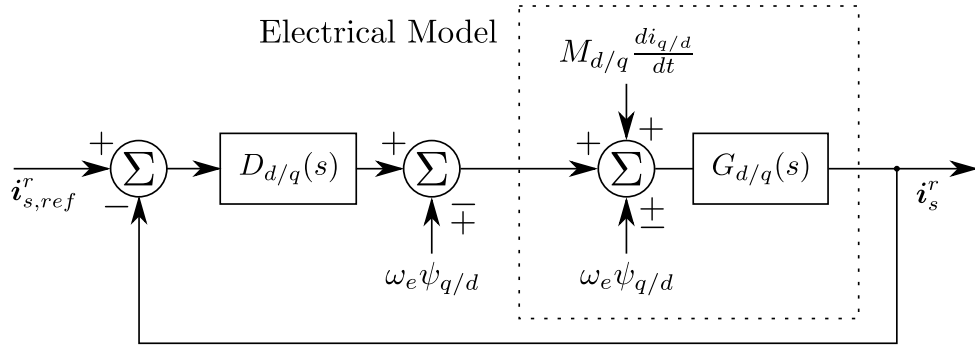 Electrical Model
M_{d/q} \frac{di_{q/d}}{dt}
+ +
+ D_{d/q}(s) + + G_{d/q}(s)
Σ Σ Σ
i^r_{s,ref} − ∓ ± i^r_s
ω_e ψ_{q/d} ω_e ψ_{q/d}